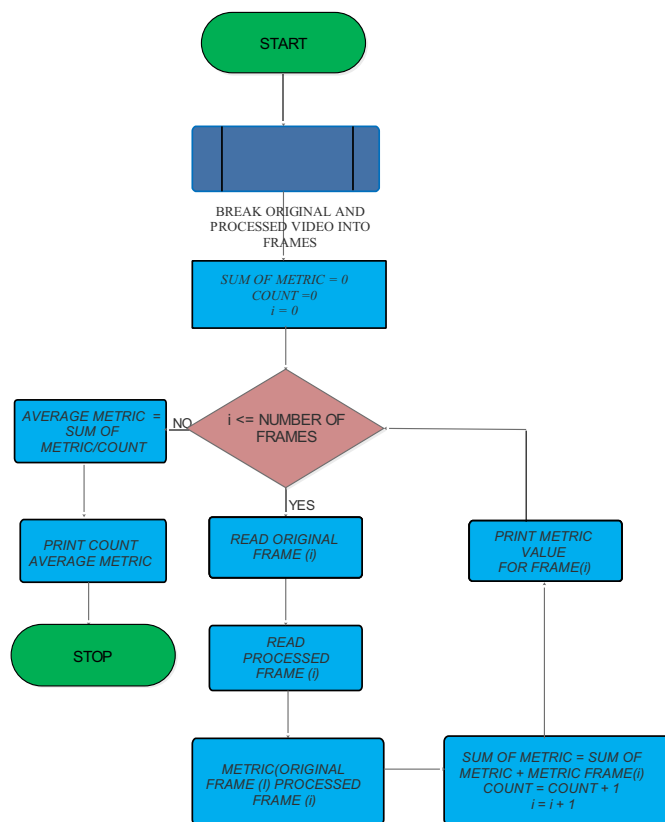 START
BREAK ORIGINAL AND
PROCESSED VIDEO INTO
FRAMES
SUM OF METRIC = 0
COUNT =0
i = 0
i <= NUMBER OF
FRAMES
NO
AVERAGE METRIC =
SUM OF
METRIC/COUNT
PRINT COUNT
AVERAGE METRIC
STOP
YES
READ ORIGINAL
FRAME (i)
READ
PROCESSED
FRAME (i)
METRIC(ORIGINAL
FRAME (I) PROCESSED
FRAME (i)
SUM OF METRIC = SUM OF
METRIC + METRIC FRAME(i)
COUNT = COUNT + 1
i = i + 1
PRINT METRIC
VALUE
FOR FRAME(i)